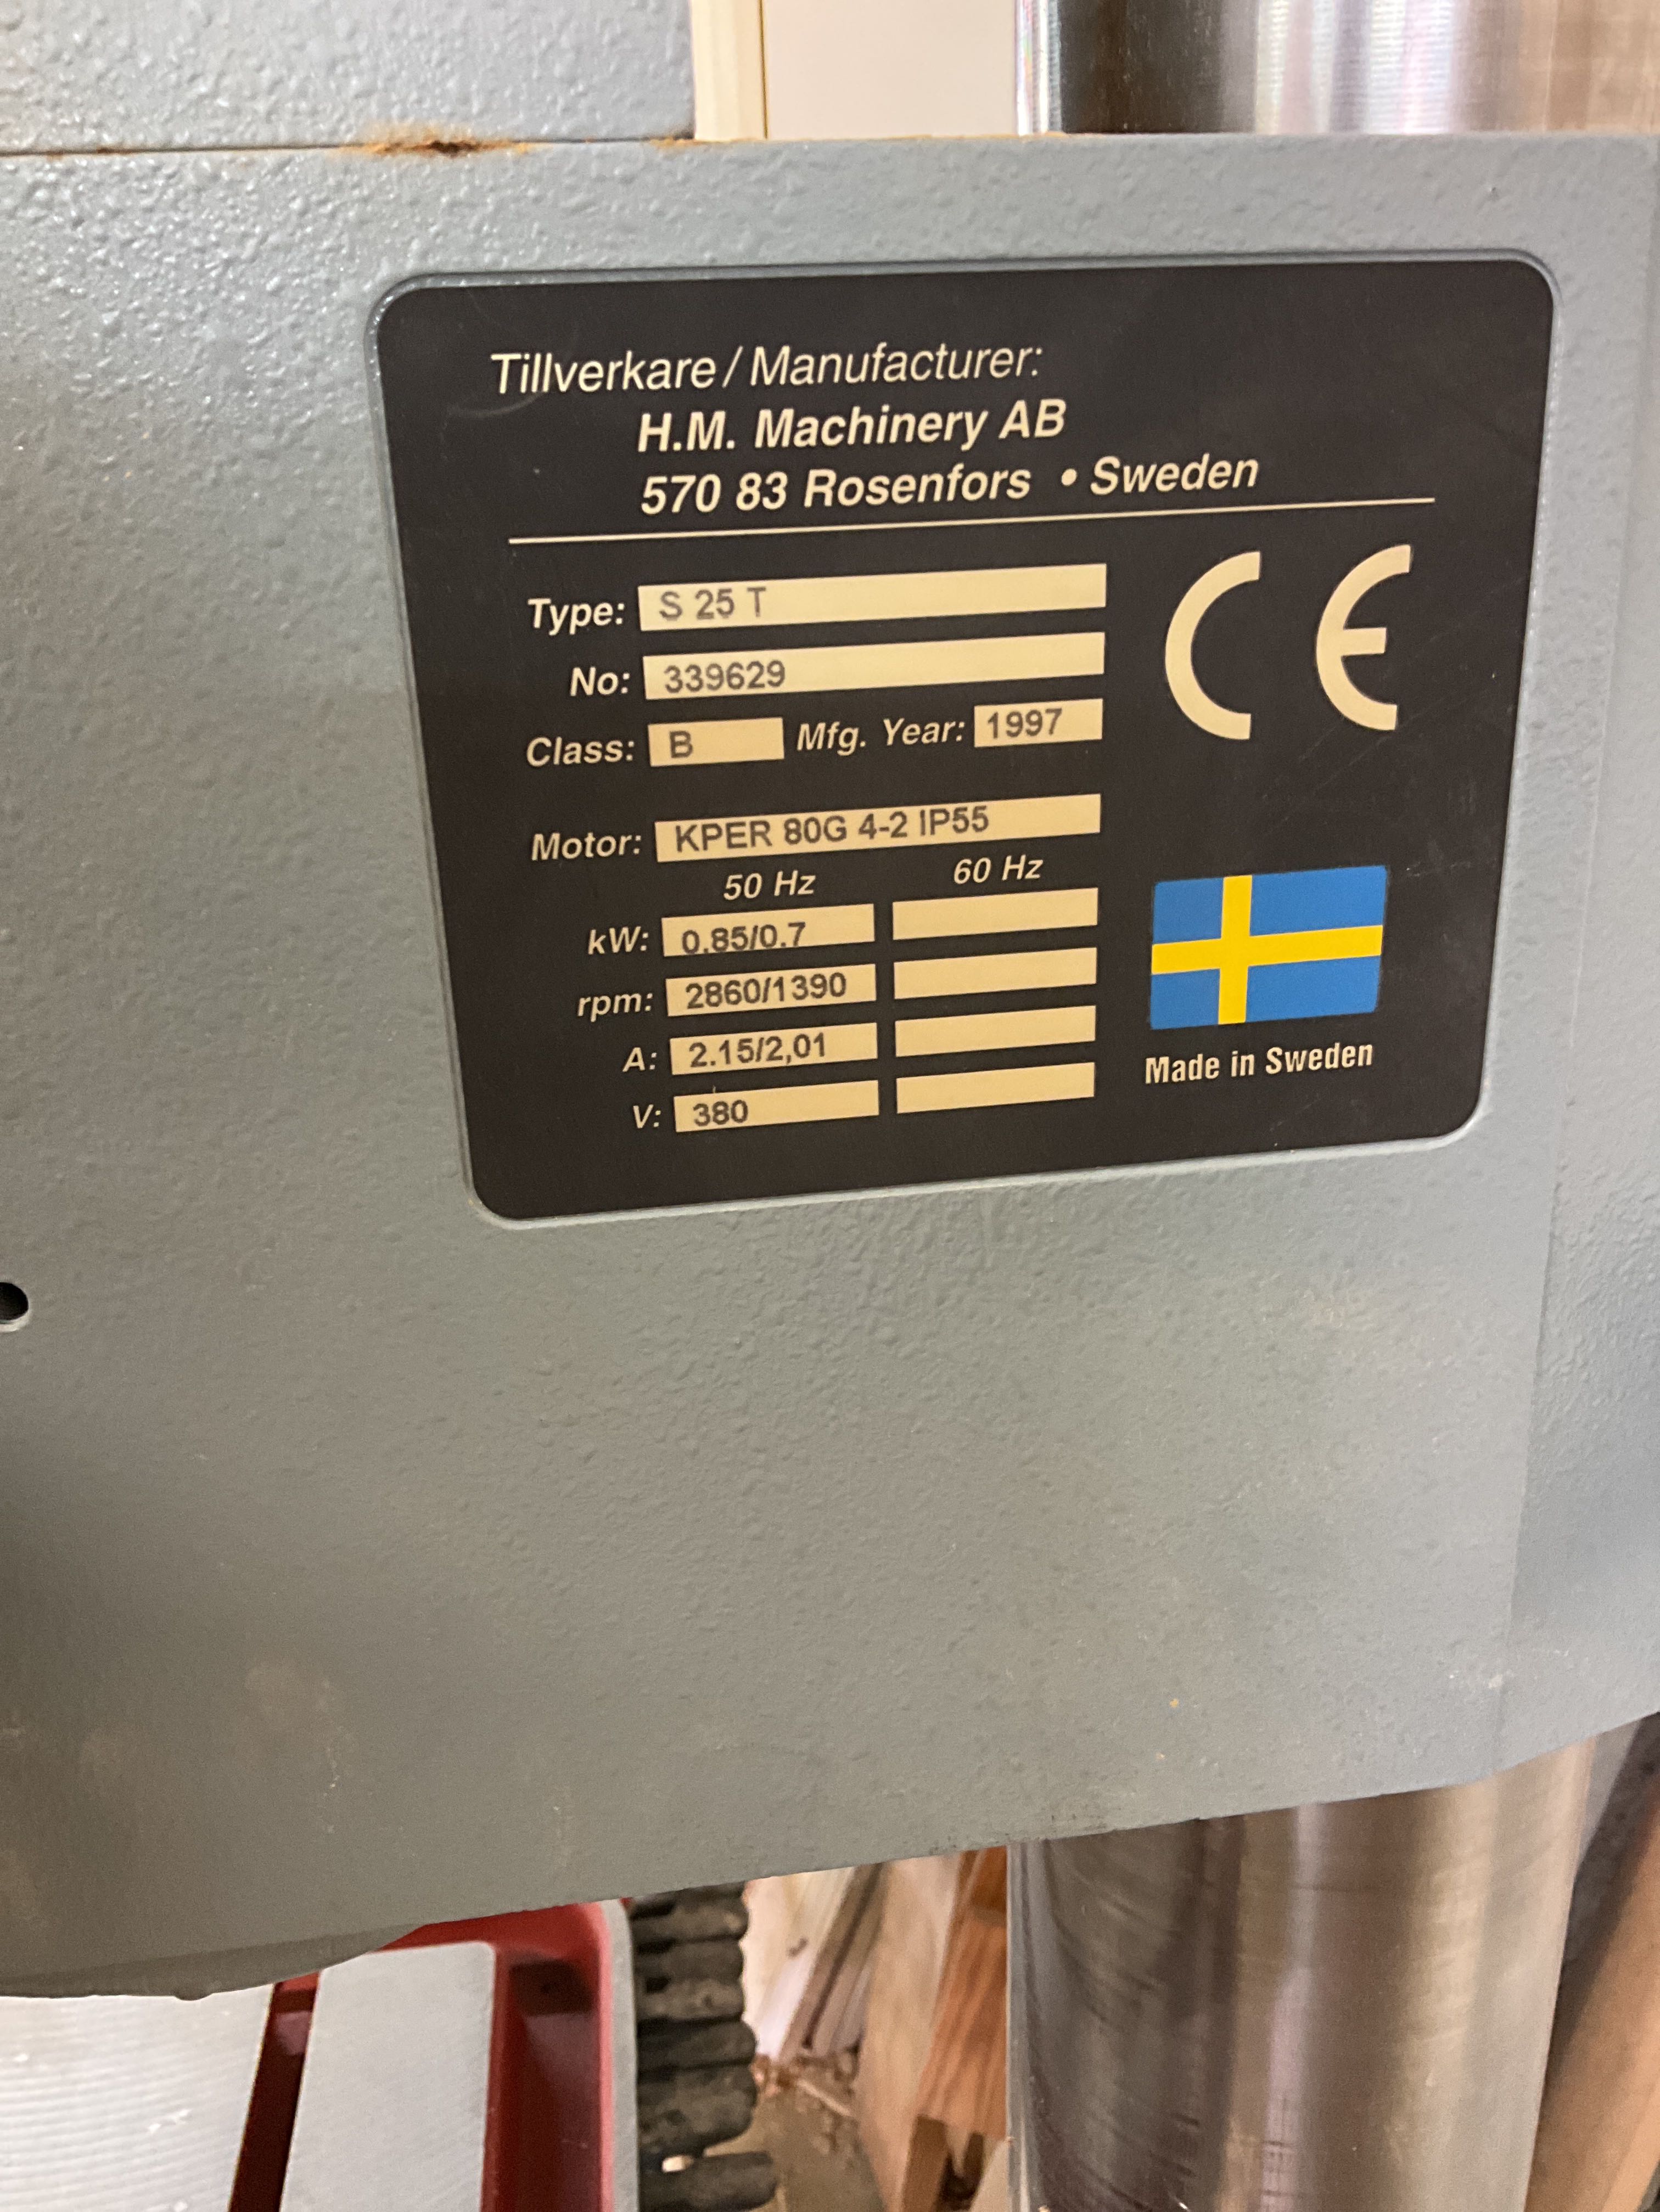 Tillverkare / Manufacturer:
H.M. Machinery AB
570 83 Rosenfors • Sweden
Type: S 25 T
No: 339629
Class: B Mfg. Year: 1997
CE
Motor: KPER 80G 4-2 IP55
50 Hz 60 Hz
kW: 0.85/0.7
rpm: 2860/1390
A: 2.15/2,01
V: 380
Made in Sweden